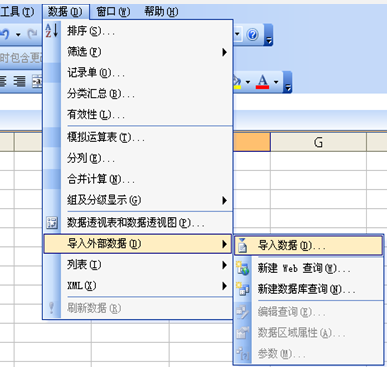 工具(T) 数据(D) 窗口(W) 帮助(H)
排序(S)...
筛选(F)
记录单(O)...
分类汇总(B)...
有效性(L)...
模拟运算表(T)...
分列(E)...
合并计算(N)...
组及分级显示(G)
数据透视表和数据透视图(P)...
导入外部数据(D)
列表(I)
XML(X)
刷新数据(R)
导入数据(D)...
新建 Web 查询(W)...
新建数据库查询(N)...
编辑查询(E)...
数据区域属性(A)...
参数(M)...
时包含更改
A
G